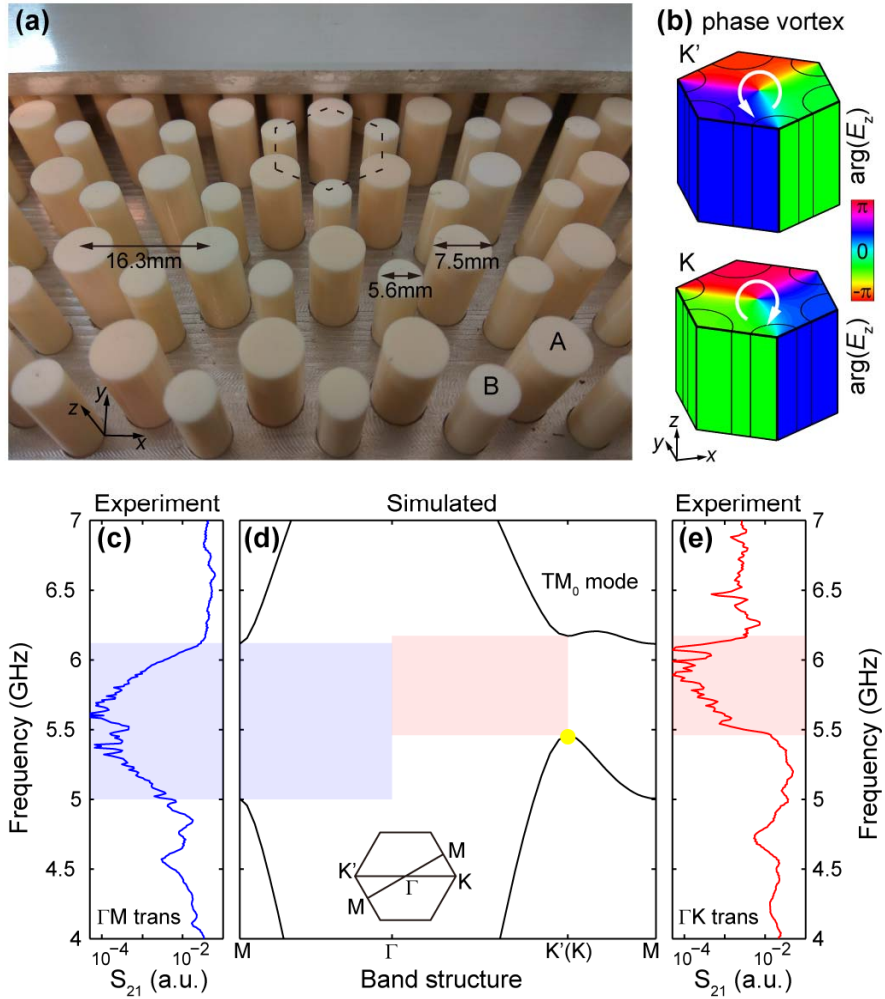 (a)
16.3mm
7.5mm
5.6mm
A
B
y
z
x
(b) phase vortex
K'
arg(E_z)
π
0
-π
K
arg(E_z)
z
y
x
Experiment
Simulated
Experiment
(c)
(d)
(e)
7
6.5
6
5.5
5
4.5
4
Frequency (GHz)
TM₀ mode
7
6.5
6
5.5
5
4.5
4
Frequency (GHz)
M
K'
Γ
K
M
ΓM trans
ΓK trans
10⁻⁴
10⁻²
M
Γ
K'(K)
M
10⁻⁴
10⁻²
S₂₁ (a.u.)
Band structure
S₂₁ (a.u.)